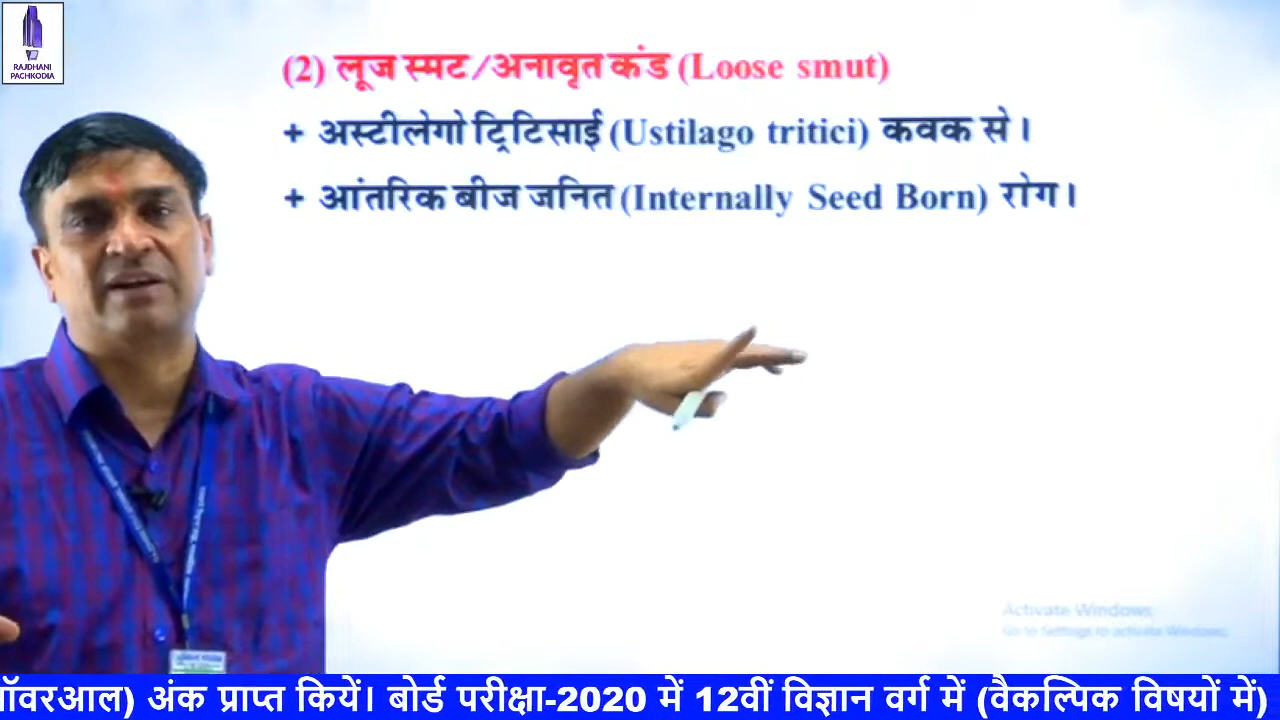 RAJDHANI
PACHKODIA
(2) लूज स्मट/अनावृत कंड (Loose smut)
+ अस्टीलेगो ट्रिटिसाई (Ustilago tritici) कवक से।
+ आंतरिक बीज जनित (Internally Seed Born) रोग।
Activate Windows
Go to Settings to activate Windows.
ऑवरआल) अंक प्राप्त कियें। बोर्ड परीक्षा-2020 में 12वीं विज्ञान वर्ग में (वैकल्पिक विषयों में)